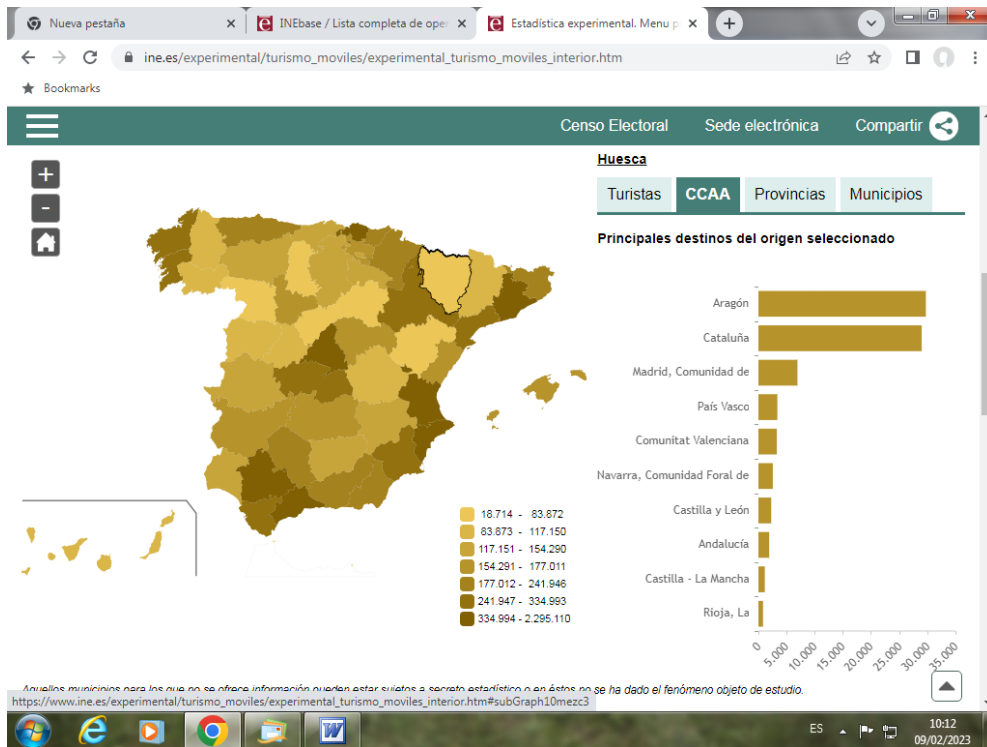 Nueva pestaña
INEbase / Lista completa de oper
Estadística experimental. Menu p
ine.es/experimental/turismo_moviles/experimental_turismo_moviles_interior.htm
Bookmarks
Censo Electoral Sede electrónica Compartir
+
-
Huesca
Turistas CCAA Provincias Municipios
Principales destinos del origen seleccionado
Aragón
Cataluña
Madrid, Comunidad de
País Vasco
Comunitat Valenciana
Navarra, Comunidad Foral de
Castilla y León
Andalucía
Castilla - La Mancha
Rioja, La
0 5.000 10.000 15.000 20.000 25.000 30.000 35.000
18.714 - 83.872
83.873 - 117.150
117.151 - 154.290
154.291 - 177.011
177.012 - 241.946
241.947 - 334.993
334.994 - 2.295.110
Aquellos municipios para los que no se ofrece información pueden estar sujetos a secreto estadístico o en éstos no se ha dado el fenómeno objeto de estudio.
https://www.ine.es/experimental/turismo_moviles/experimental_turismo_moviles_interior.htm#subGraph10mezc3
ES
10:12
09/02/2023